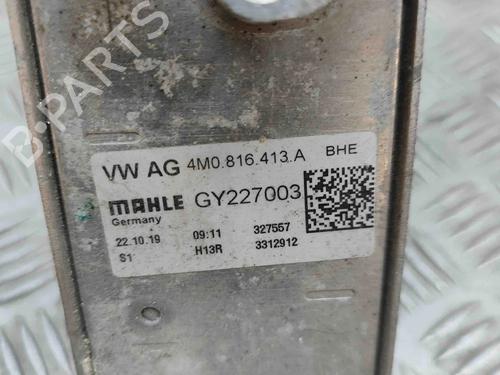 B-PARTS
VW AG 4M0.816.413.A BHE
MAHLE GY227003
Germany
22.10.19 09:11 327557
S1 H13R 3312912